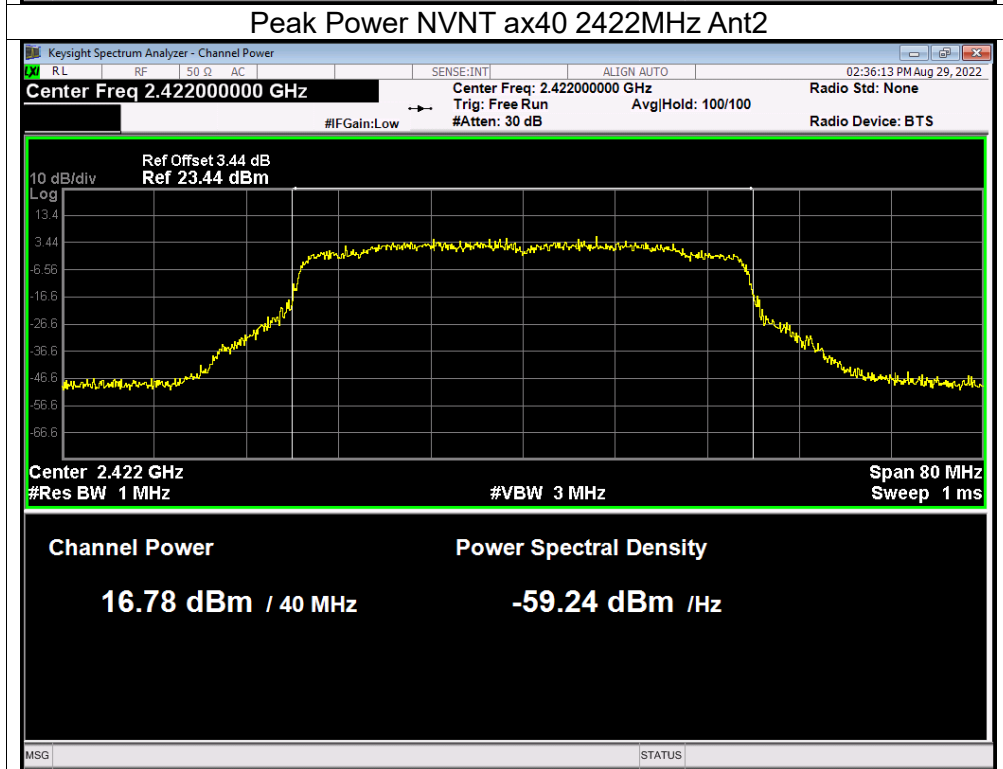 Peak Power NVNT ax40 2422MHz Ant2
Keysight Spectrum Analyzer - Channel Power
LXI RL RF 50 Ω AC SENSE:INT ALIGN AUTO 02:36:13 PM Aug 29, 2022
Center Freq 2.422000000 GHz Center Freq: 2.422000000 GHz Radio Std: None
Trig: Free Run Avg|Hold: 100/100
#IFGain:Low #Atten: 30 dB Radio Device: BTS
Ref Offset 3.44 dB
10 dB/div Ref 23.44 dBm
Log
13.4
3.44
-6.56
-16.6
-26.6
-36.6
-46.6
-56.6
-66.6
Center 2.422 GHz Span 80 MHz
#Res BW 1 MHz #VBW 3 MHz Sweep 1 ms
Channel Power Power Spectral Density
16.78 dBm / 40 MHz -59.24 dBm /Hz
MSG STATUS